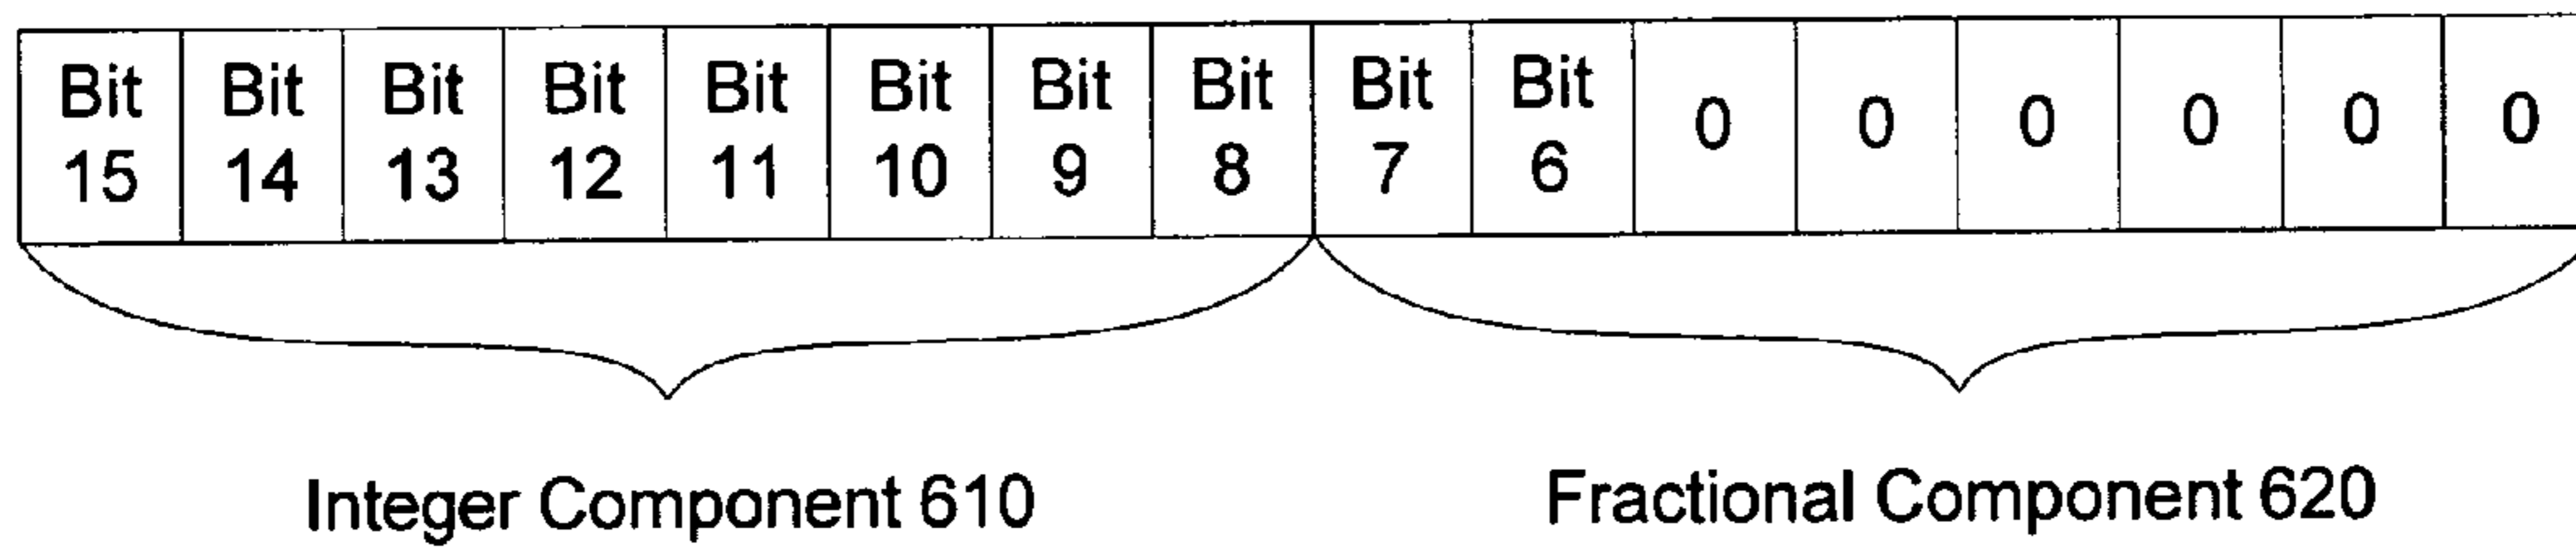 Bit Bit Bit Bit Bit Bit Bit Bit Bit Bit 0 0 0 0 0 0
15 14 13 12 11 10 9 8 7 6
Integer Component 610 Fractional Component 620